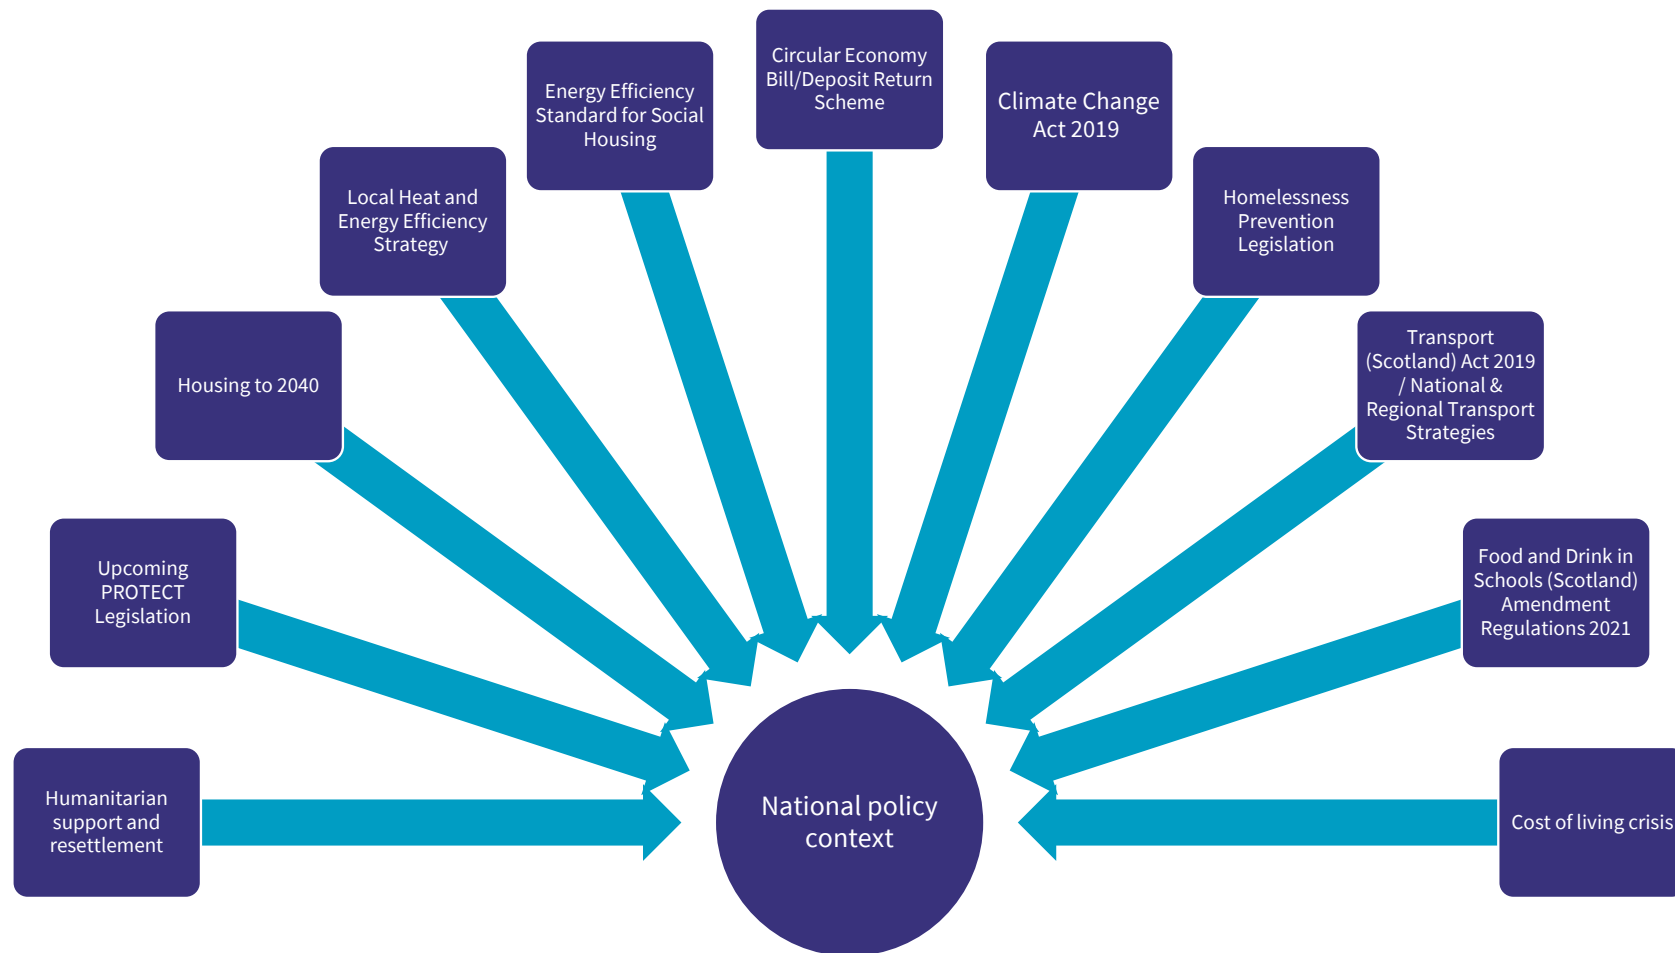 Circular Economy
Bill/Deposit Return
Scheme
Energy Efficiency
Standard for Social
Housing
Climate Change
Act 2019
Local Heat and
Energy Efficiency
Strategy
Homelessness
Prevention
Legislation
Housing to 2040
Transport
(Scotland) Act 2019
/ National &
Regional Transport
Strategies
Upcoming
PROTECT
Legislation
Food and Drink in
Schools (Scotland)
Amendment
Regulations 2021
Humanitarian
support and
resettlement
National policy
context
Cost of living crisis